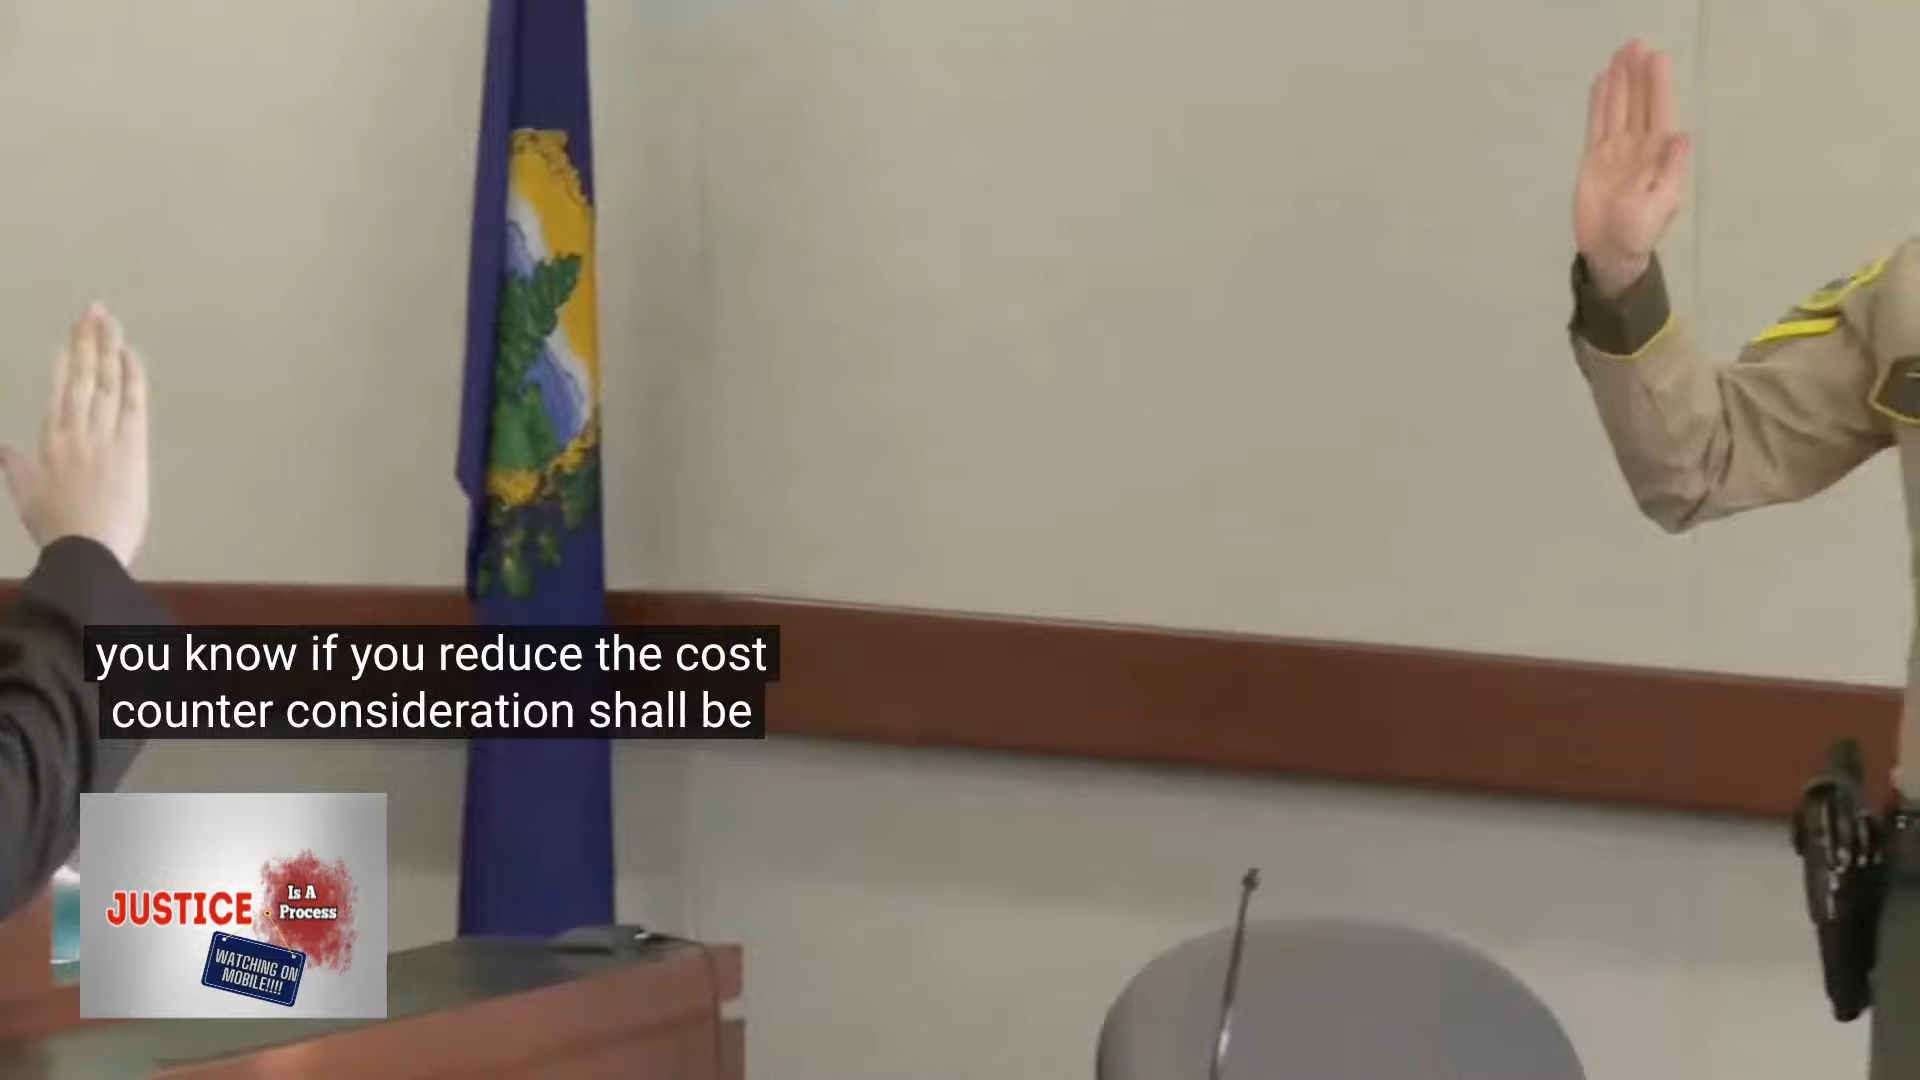 you know if you reduce the cost
counter consideration shall be
JUSTICE
Is A
Process
WATCHING ON
MOBILE!!!!